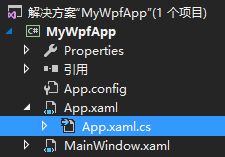 解决方案"MyWpfApp"(1 个项目)
C# MyWpfApp
Properties
引用
App.config
App.xaml
App.xaml.cs
MainWindow.xaml